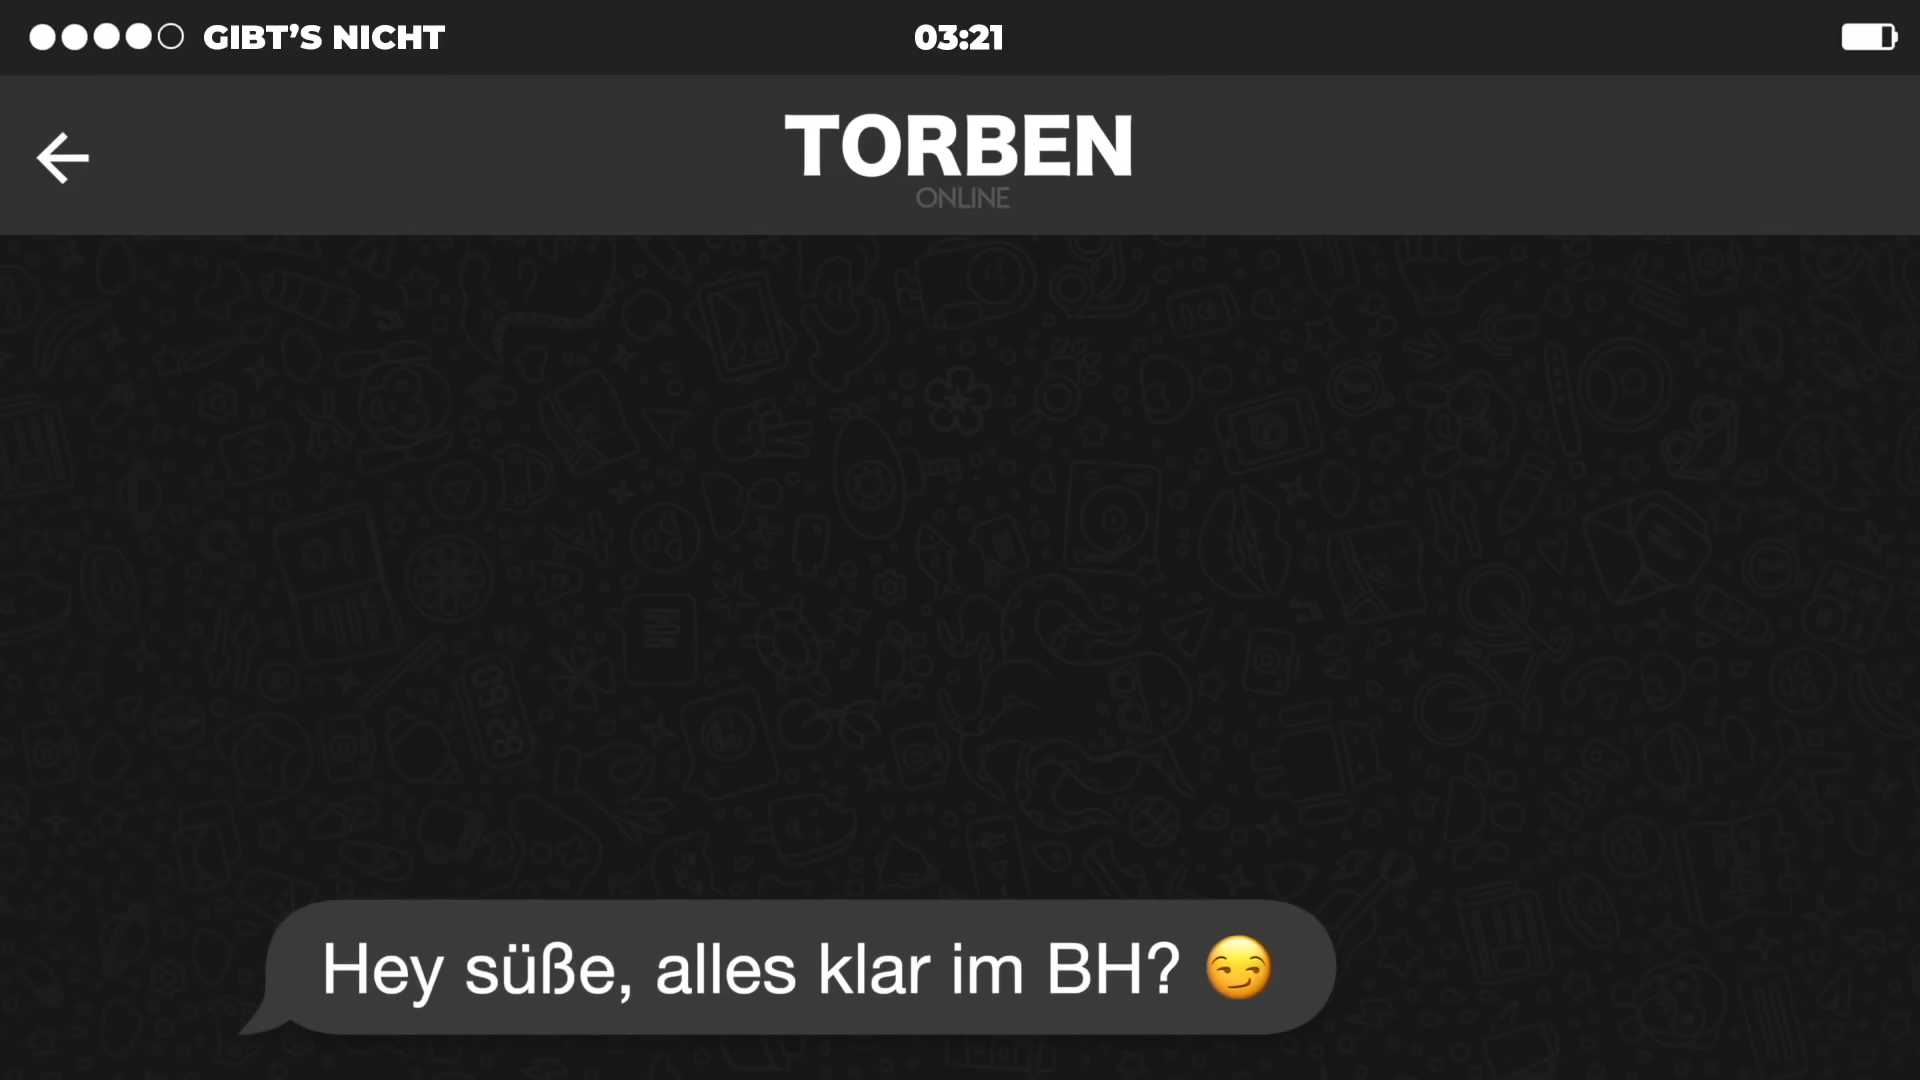 GIBT’S NICHT
03:21
TORBEN
ONLINE
Hey süße, alles klar im BH? 😏